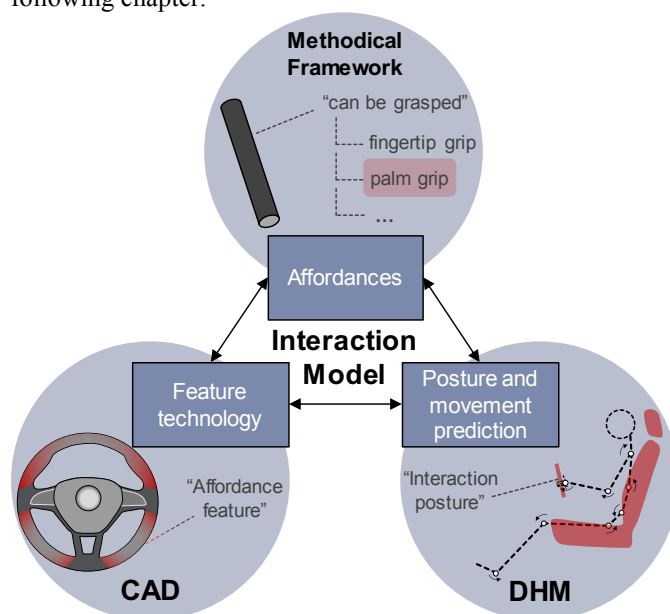 following chapter.
Methodical
Framework
“can be grasped”
fingertip grip
palm grip
...
Affordances
Interaction
Model
Feature
technology
Posture and
movement
prediction
“Affordance
feature”
“Interaction
posture”
CAD
DHM